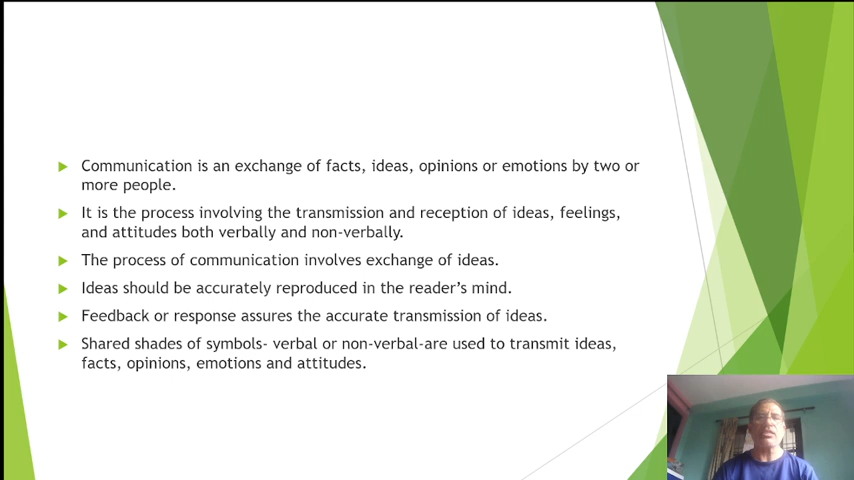 Communication is an exchange of facts, ideas, opinions or emotions by two or
more people.
It is the process involving the transmission and reception of ideas, feelings,
and attitudes both verbally and non-verbally.
The process of communication involves exchange of ideas.
Ideas should be accurately reproduced in the reader's mind.
Feedback or response assures the accurate transmission of ideas.
Shared shades of symbols- verbal or non-verbal-are used to transmit ideas,
facts, opinions, emotions and attitudes.